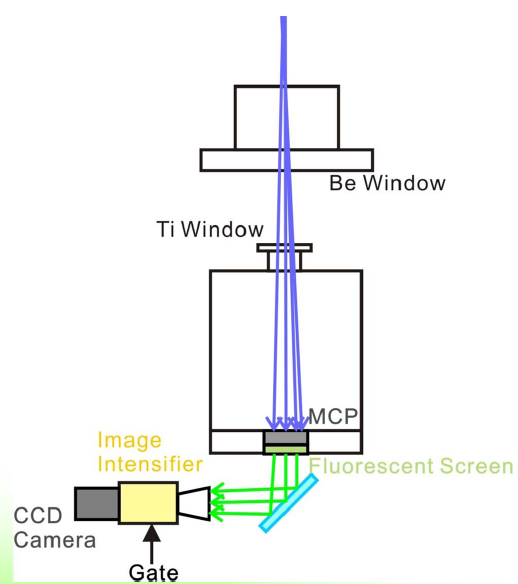 Be Window
Ti Window
MCP
Image
Intensifier
Fluorescent Screen
CCD
Camera
Gate